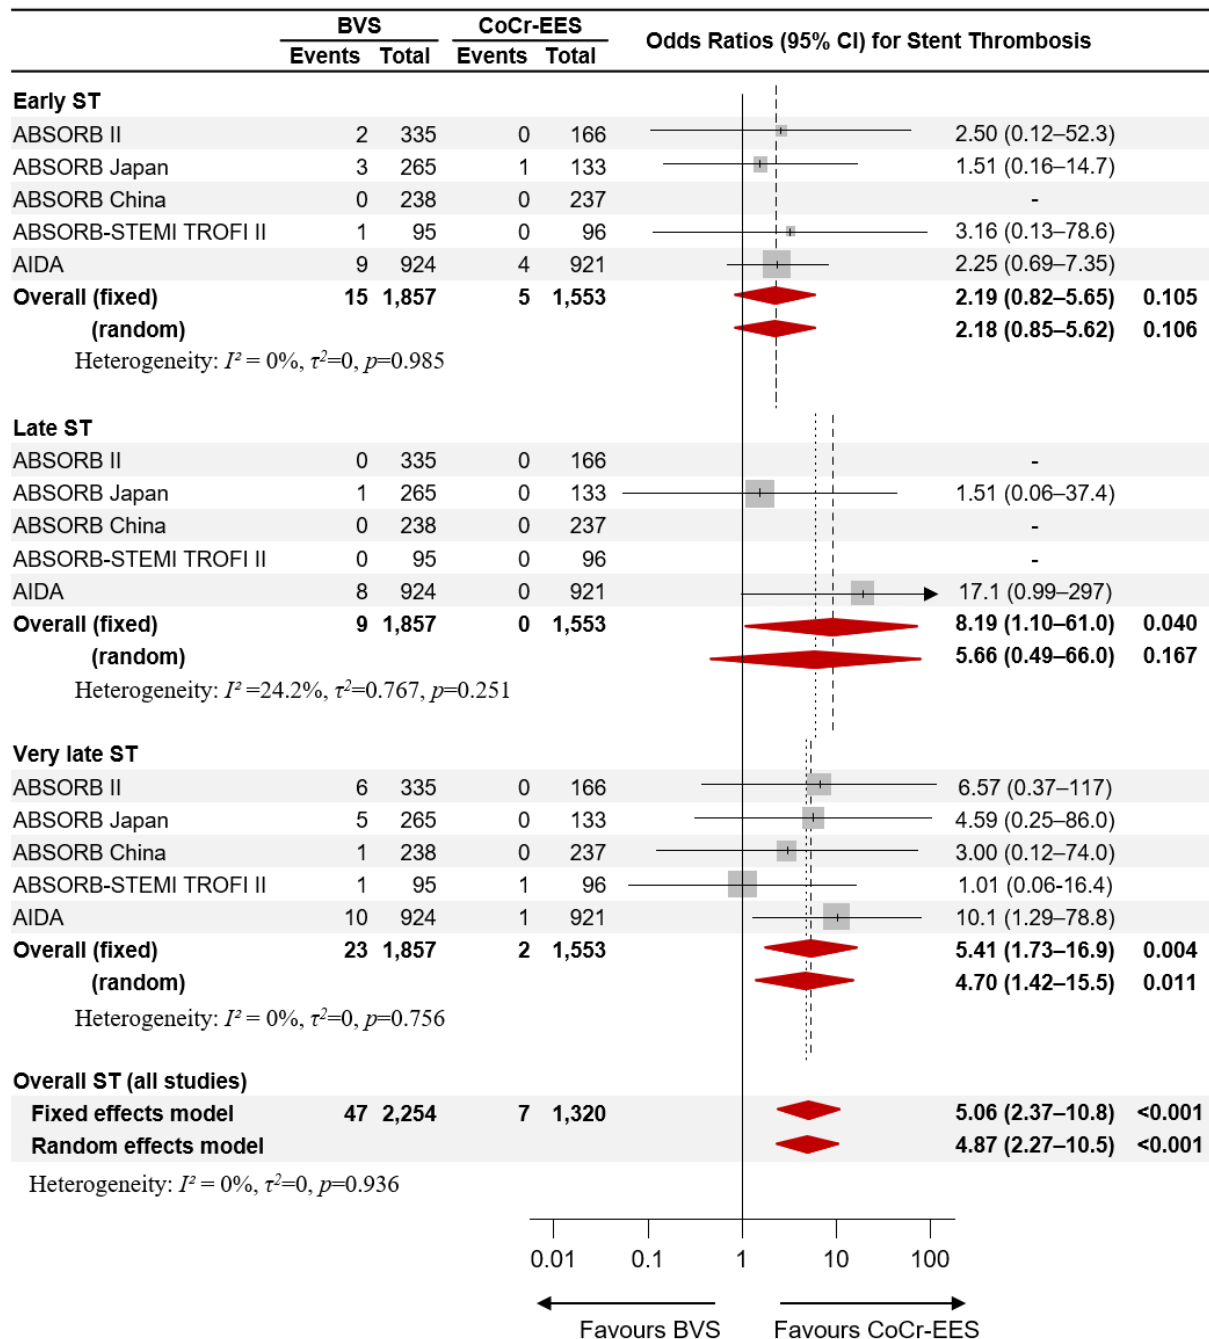 BVS CoCr-EES Odds Ratios (95% CI) for Stent Thrombosis
Events Total Events Total
Early ST
ABSORB II 2 335 0 166 2.50 (0.12–52.3)
ABSORB Japan 3 265 1 133 1.51 (0.16–14.7)
ABSORB China 0 238 0 237 -
ABSORB-STEMI TROFI II 1 95 0 96 3.16 (0.13–78.6)
AIDA 9 924 4 921 2.25 (0.69–7.35)
Overall (fixed) 15 1,857 5 1,553 2.19 (0.82–5.65) 0.105
(random) 2.18 (0.85–5.62) 0.106
Heterogeneity: I² = 0%, τ²=0, p=0.985
Late ST
ABSORB II 0 335 0 166 -
ABSORB Japan 1 265 0 133 1.51 (0.06–37.4)
ABSORB China 0 238 0 237 -
ABSORB-STEMI TROFI II 0 95 0 96 -
AIDA 8 924 0 921 17.1 (0.99–297)
Overall (fixed) 9 1,857 0 1,553 8.19 (1.10–61.0) 0.040
(random) 5.66 (0.49–66.0) 0.167
Heterogeneity: I² =24.2%, τ²=0.767, p=0.251
Very late ST
ABSORB II 6 335 0 166 6.57 (0.37–117)
ABSORB Japan 5 265 0 133 4.59 (0.25–86.0)
ABSORB China 1 238 0 237 3.00 (0.12–74.0)
ABSORB-STEMI TROFI II 1 95 1 96 1.01 (0.06-16.4)
AIDA 10 924 1 921 10.1 (1.29–78.8)
Overall (fixed) 23 1,857 2 1,553 5.41 (1.73–16.9) 0.004
(random) 4.70 (1.42–15.5) 0.011
Heterogeneity: I² = 0%, τ²=0, p=0.756
Overall ST (all studies)
Fixed effects model 47 2,254 7 1,320 5.06 (2.37–10.8) <0.001
Random effects model 4.87 (2.27–10.5) <0.001
Heterogeneity: I² = 0%, τ²=0, p=0.936
0.01 0.1 1 10 100
Favours BVS Favours CoCr-EES